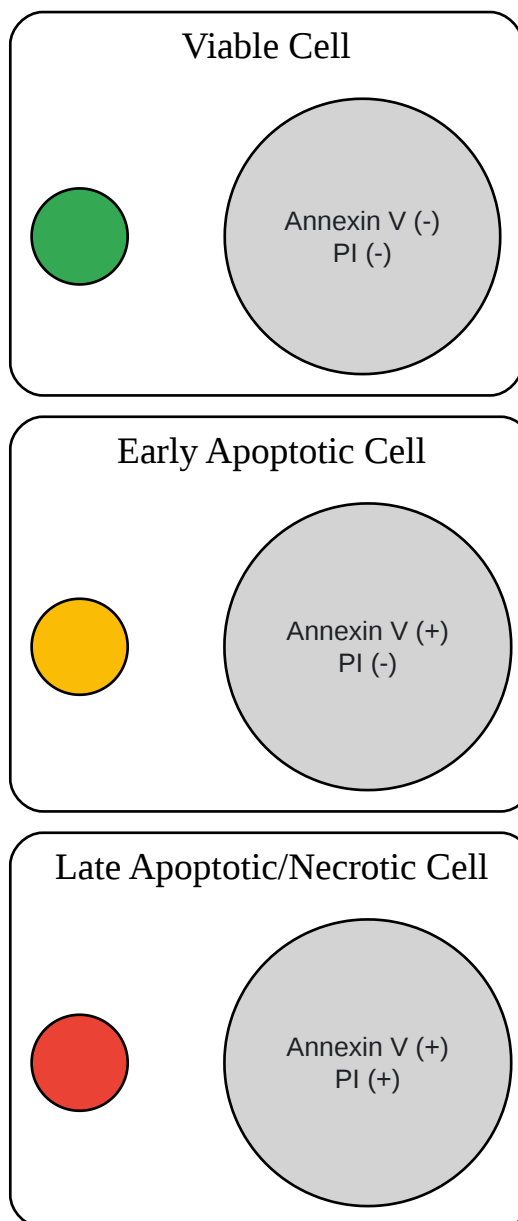 Viable Cell
Annexin V (-)
PI (-)
Early Apoptotic Cell
Annexin V (+)
PI (-)
Late Apoptotic/Necrotic Cell
Annexin V (+)
PI (+)